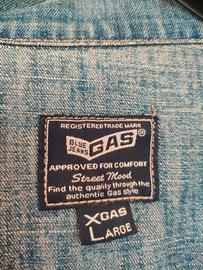 REGISTERED TRADE MARK
BLUE JEANS GAS ®
APPROVED FOR COMFORT
Street Mood
Find the quality through the
authentic Gas style
XGAS
LARGE